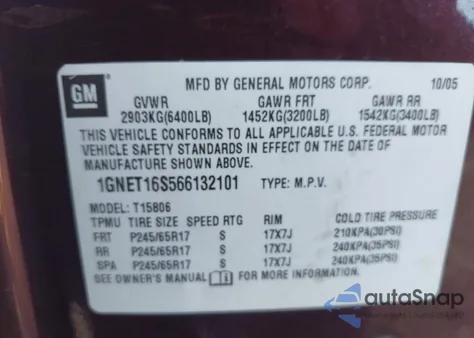 GM
MFD BY GENERAL MOTORS CORP. 10/05
GVWR GAWR FRT GAWR RR
2903KG(6400LB) 1452KG(3200LB) 1542KG(3400LB)
THIS VEHICLE CONFORMS TO ALL APPLICABLE U.S. FEDERAL MOTOR
VEHICLE SAFETY STANDARDS IN EFFECT ON THE DATE OF
MANUFACTURE SHOWN ABOVE.
1GNET16S566132101 TYPE: M.P.V.
MODEL: T15806
TPMU TIRE SIZE SPEED RTG RIM COLD TIRE PRESSURE
FRT P245/65R17 S 17X7J 210KPA(30PSI)
RR P245/65R17 S 17X7J 240KPA(35PSI)
SPA P245/65R17 S 17X7J 240KPA(35PSI)
SEE OWNER'S MANUAL FOR MORE INFORMATION
autoSnap